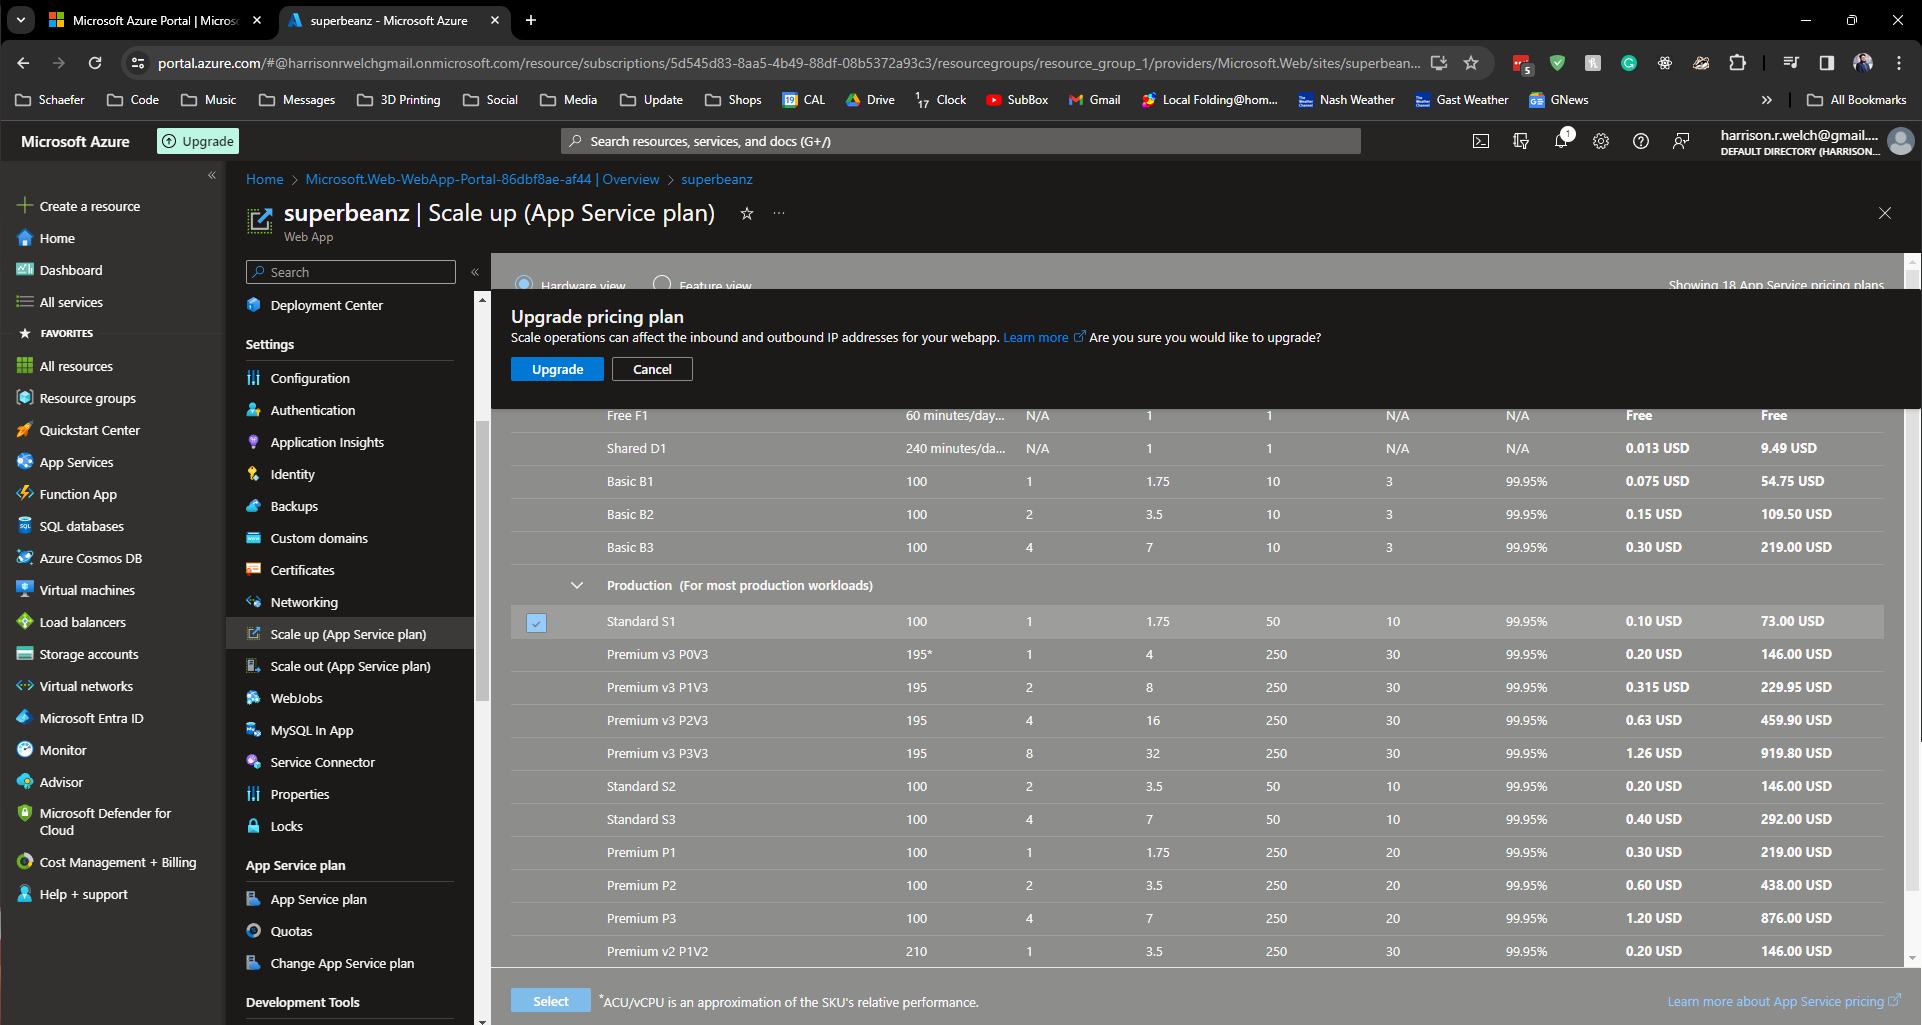 Microsoft Azure Portal | Micros
superbeanz - Microsoft Azure
portal.azure.com/#@harrisonrwelchgmail.onmicrosoft.com/resource/subscriptions/5d545d83-8aa5-4b49-88df-08b5372a93c3/resourcegroups/resource_group_1/providers/Microsoft.Web/sites/superbean...
5
Schaefer Code Music Messages 3D Printing Social Media Update Shops CAL Drive Clock SubBox Gmail Local Folding@hom... Nash Weather Gast Weather GNews » All Bookmarks
Microsoft Azure Upgrade Search resources, services, and docs (G+/) 1 harrison.r.welch@gmail....
DEFAULT DIRECTORY (HARRISON...
Create a resource
Home
Dashboard
All services
FAVORITES
All resources
Resource groups
Quickstart Center
App Services
Function App
SQL databases
Azure Cosmos DB
Virtual machines
Load balancers
Storage accounts
Virtual networks
Microsoft Entra ID
Monitor
Advisor
Microsoft Defender for
Cloud
Cost Management + Billing
Help + support
Home > Microsoft.Web-WebApp-Portal-86dbf8ae-af44 | Overview > superbeanz
superbeanz | Scale up (App Service plan) ...
Web App
Search
Deployment Center
Settings
Configuration
Authentication
Application Insights
Identity
Backups
Custom domains
Certificates
Networking
Scale up (App Service plan)
Scale out (App Service plan)
WebJobs
MySQL In App
Service Connector
Properties
Locks
App Service plan
App Service plan
Quotas
Change App Service plan
Development Tools
Hardware view Feature view Showing 18 App Service pricing plans
Upgrade pricing plan
Scale operations can affect the inbound and outbound IP addresses for your webapp. Learn more Are you sure you would like to upgrade?
Upgrade Cancel
Free F1 60 minutes/day... N/A 1 1 N/A N/A Free Free
Shared D1 240 minutes/da... N/A 1 1 N/A N/A 0.013 USD 9.49 USD
Basic B1 100 1 1.75 10 3 99.95% 0.075 USD 54.75 USD
Basic B2 100 2 3.5 10 3 99.95% 0.15 USD 109.50 USD
Basic B3 100 4 7 10 3 99.95% 0.30 USD 219.00 USD
Production (For most production workloads)
Standard S1 100 1 1.75 50 10 99.95% 0.10 USD 73.00 USD
Premium v3 P0V3 195* 1 4 250 30 99.95% 0.20 USD 146.00 USD
Premium v3 P1V3 195 2 8 250 30 99.95% 0.315 USD 229.95 USD
Premium v3 P2V3 195 4 16 250 30 99.95% 0.63 USD 459.90 USD
Premium v3 P3V3 195 8 32 250 30 99.95% 1.26 USD 919.80 USD
Standard S2 100 2 3.5 50 10 99.95% 0.20 USD 146.00 USD
Standard S3 100 4 7 50 10 99.95% 0.40 USD 292.00 USD
Premium P1 100 1 1.75 250 20 99.95% 0.30 USD 219.00 USD
Premium P2 100 2 3.5 250 20 99.95% 0.60 USD 438.00 USD
Premium P3 100 4 7 250 20 99.95% 1.20 USD 876.00 USD
Premium v2 P1V2 210 1 3.5 250 30 99.95% 0.20 USD 146.00 USD
Select *ACU/vCPU is an approximation of the SKU's relative performance. Learn more about App Service pricing